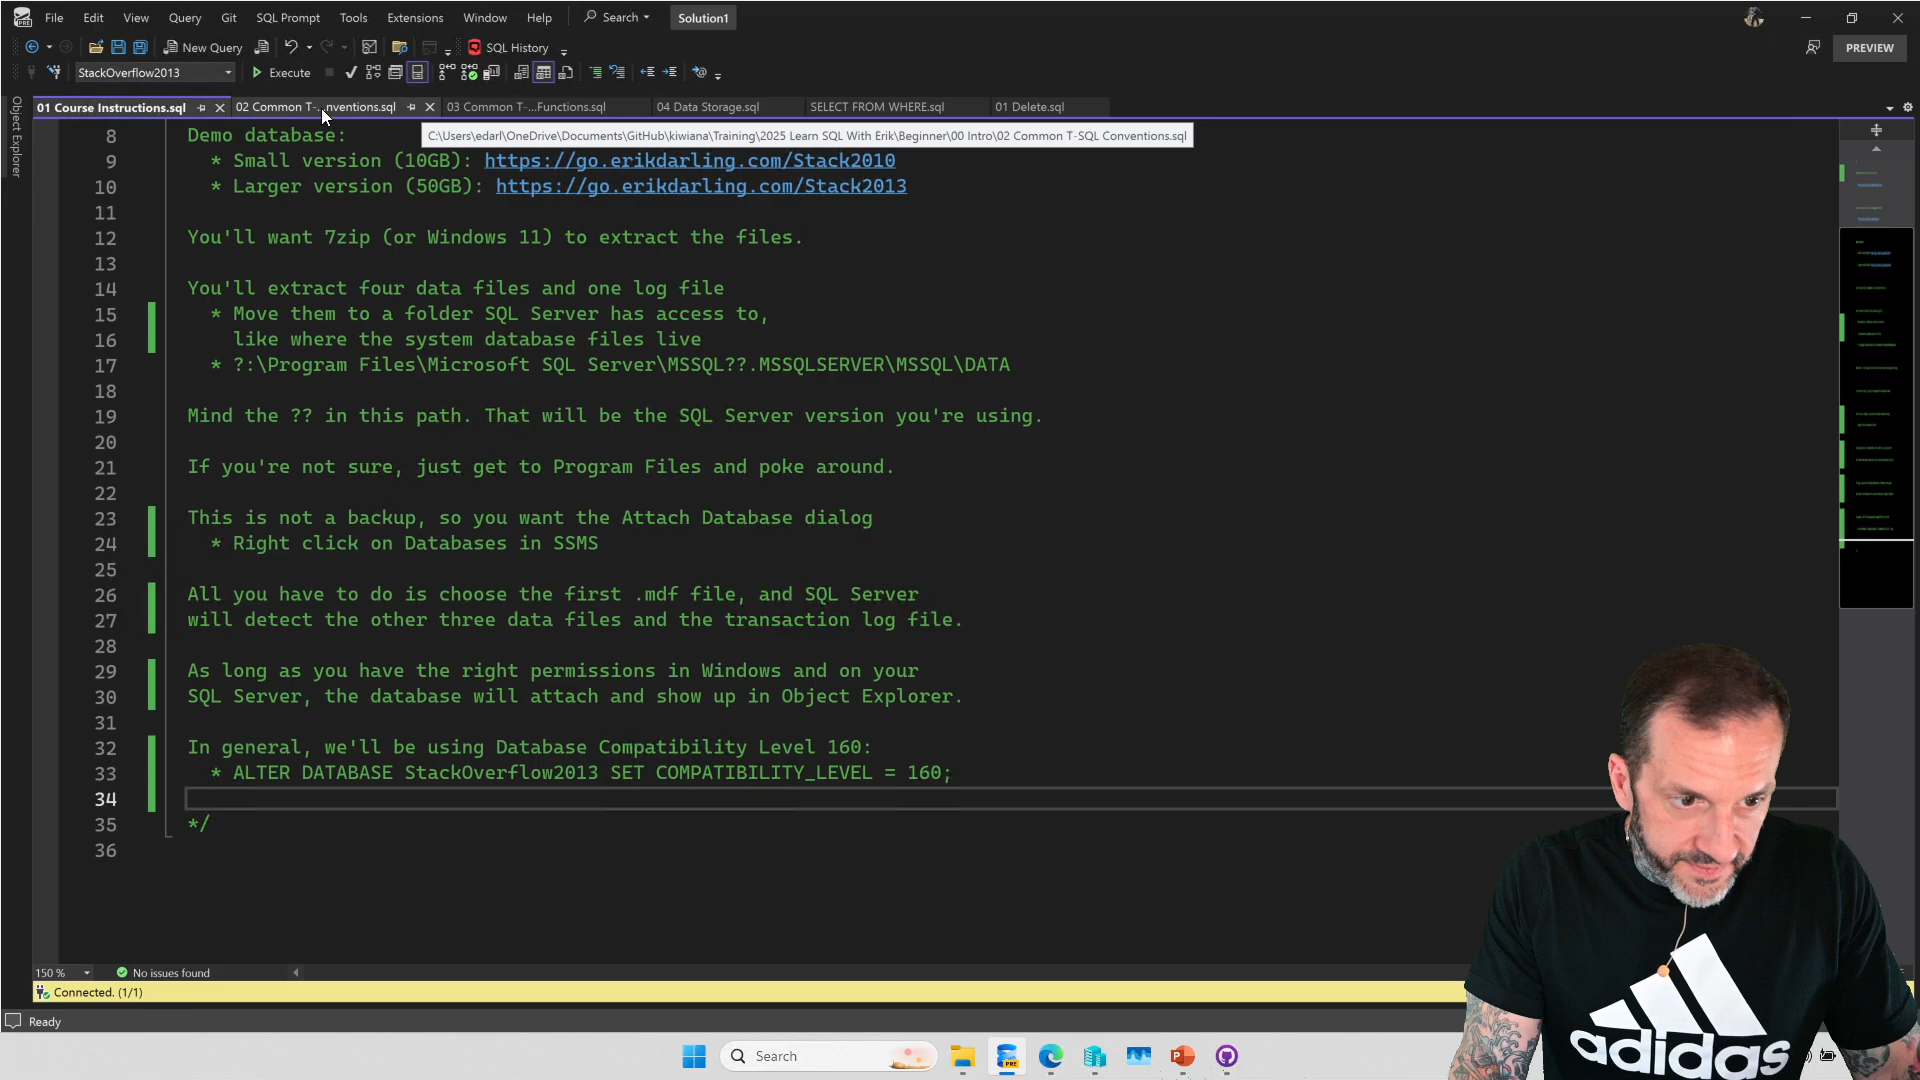 File Edit View Query Git SQL Prompt Tools Extensions Window Help Search Solution1
New Query SQL History PREVIEW
StackOverflow2013 Execute
01 Course Instructions.sql 02 Common T-...nventions.sql 03 Common T-...Functions.sql 04 Data Storage.sql SELECT FROM WHERE.sql 01 Delete.sql
C:\Users\edarl\OneDrive\Documents\GitHub\kiwiana\Training\2025 Learn SQL With Erik\Beginner\00 Intro\02 Common T-SQL Conventions.sql
Object Explorer
8 Demo database:
9 * Small version (10GB): https://go.erikdarling.com/Stack2010
10 * Larger version (50GB): https://go.erikdarling.com/Stack2013
11
12 You'll want 7zip (or Windows 11) to extract the files.
13
14 You'll extract four data files and one log file
15 * Move them to a folder SQL Server has access to,
16 like where the system database files live
17 * ?:\Program Files\Microsoft SQL Server\MSSQL??.MSSQLSERVER\MSSQL\DATA
18
19 Mind the ?? in this path. That will be the SQL Server version you're using.
20
21 If you're not sure, just get to Program Files and poke around.
22
23 This is not a backup, so you want the Attach Database dialog
24 * Right click on Databases in SSMS
25
26 All you have to do is choose the first .mdf file, and SQL Server
27 will detect the other three data files and the transaction log file.
28
29 As long as you have the right permissions in Windows and on your
30 SQL Server, the database will attach and show up in Object Explorer.
31
32 In general, we'll be using Database Compatibility Level 160:
33 * ALTER DATABASE StackOverflow2013 SET COMPATIBILITY_LEVEL = 160;
34
35 */
36
150 % No issues found
Connected. (1/1)
Ready
Search
PRE
adidas